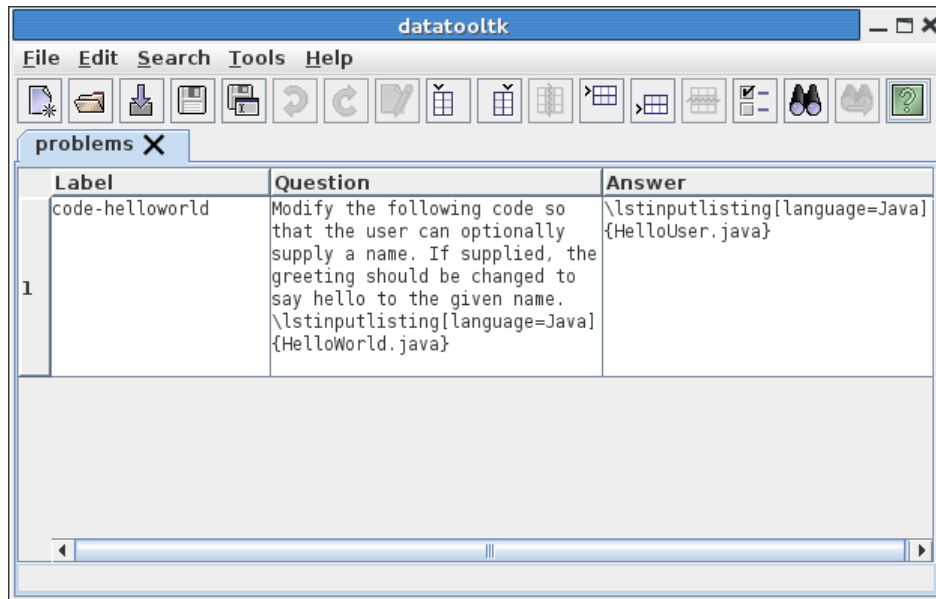 datatooltk
File Edit Search Tools Help
problems
Label Question Answer
1
code-helloworld
Modify the following code so
that the user can optionally
supply a name. If supplied, the
greeting should be changed to
say hello to the given name.
\lstinputlisting[language=Java]
{HelloWorld.java}
\lstinputlisting[language=Java]
{HelloUser.java}